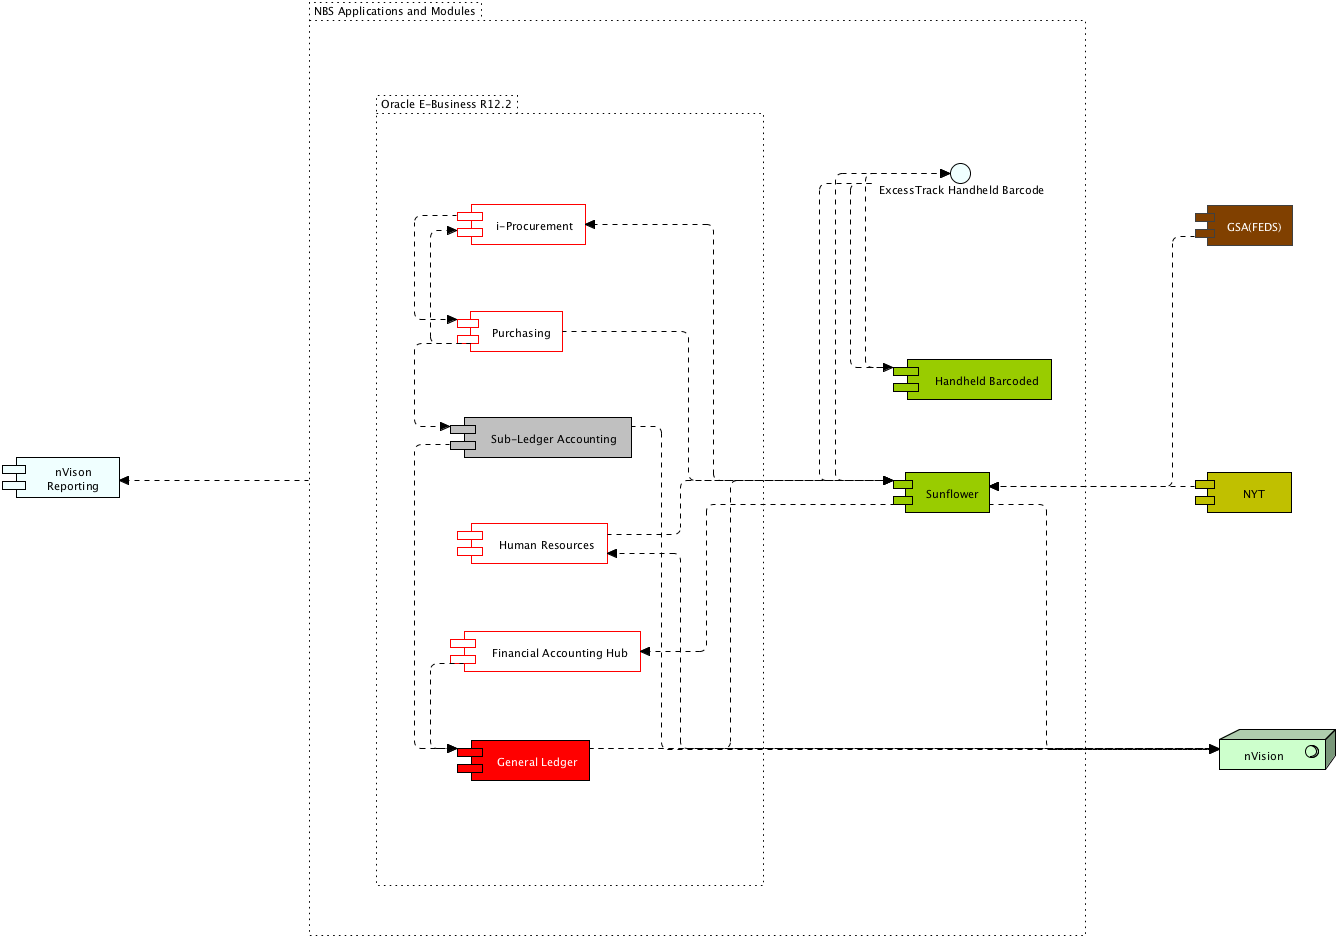 NBS Applications and Modules
Oracle E-Business R12.2
ExcessTrack Handheld Barcode
i-Procurement
GSA(FEDS)
Purchasing
Handheld Barcoded
Sub-Ledger Accounting
nVison
Reporting
Sunflower
NYT
Human Resources
Financial Accounting Hub
General Ledger
nVision